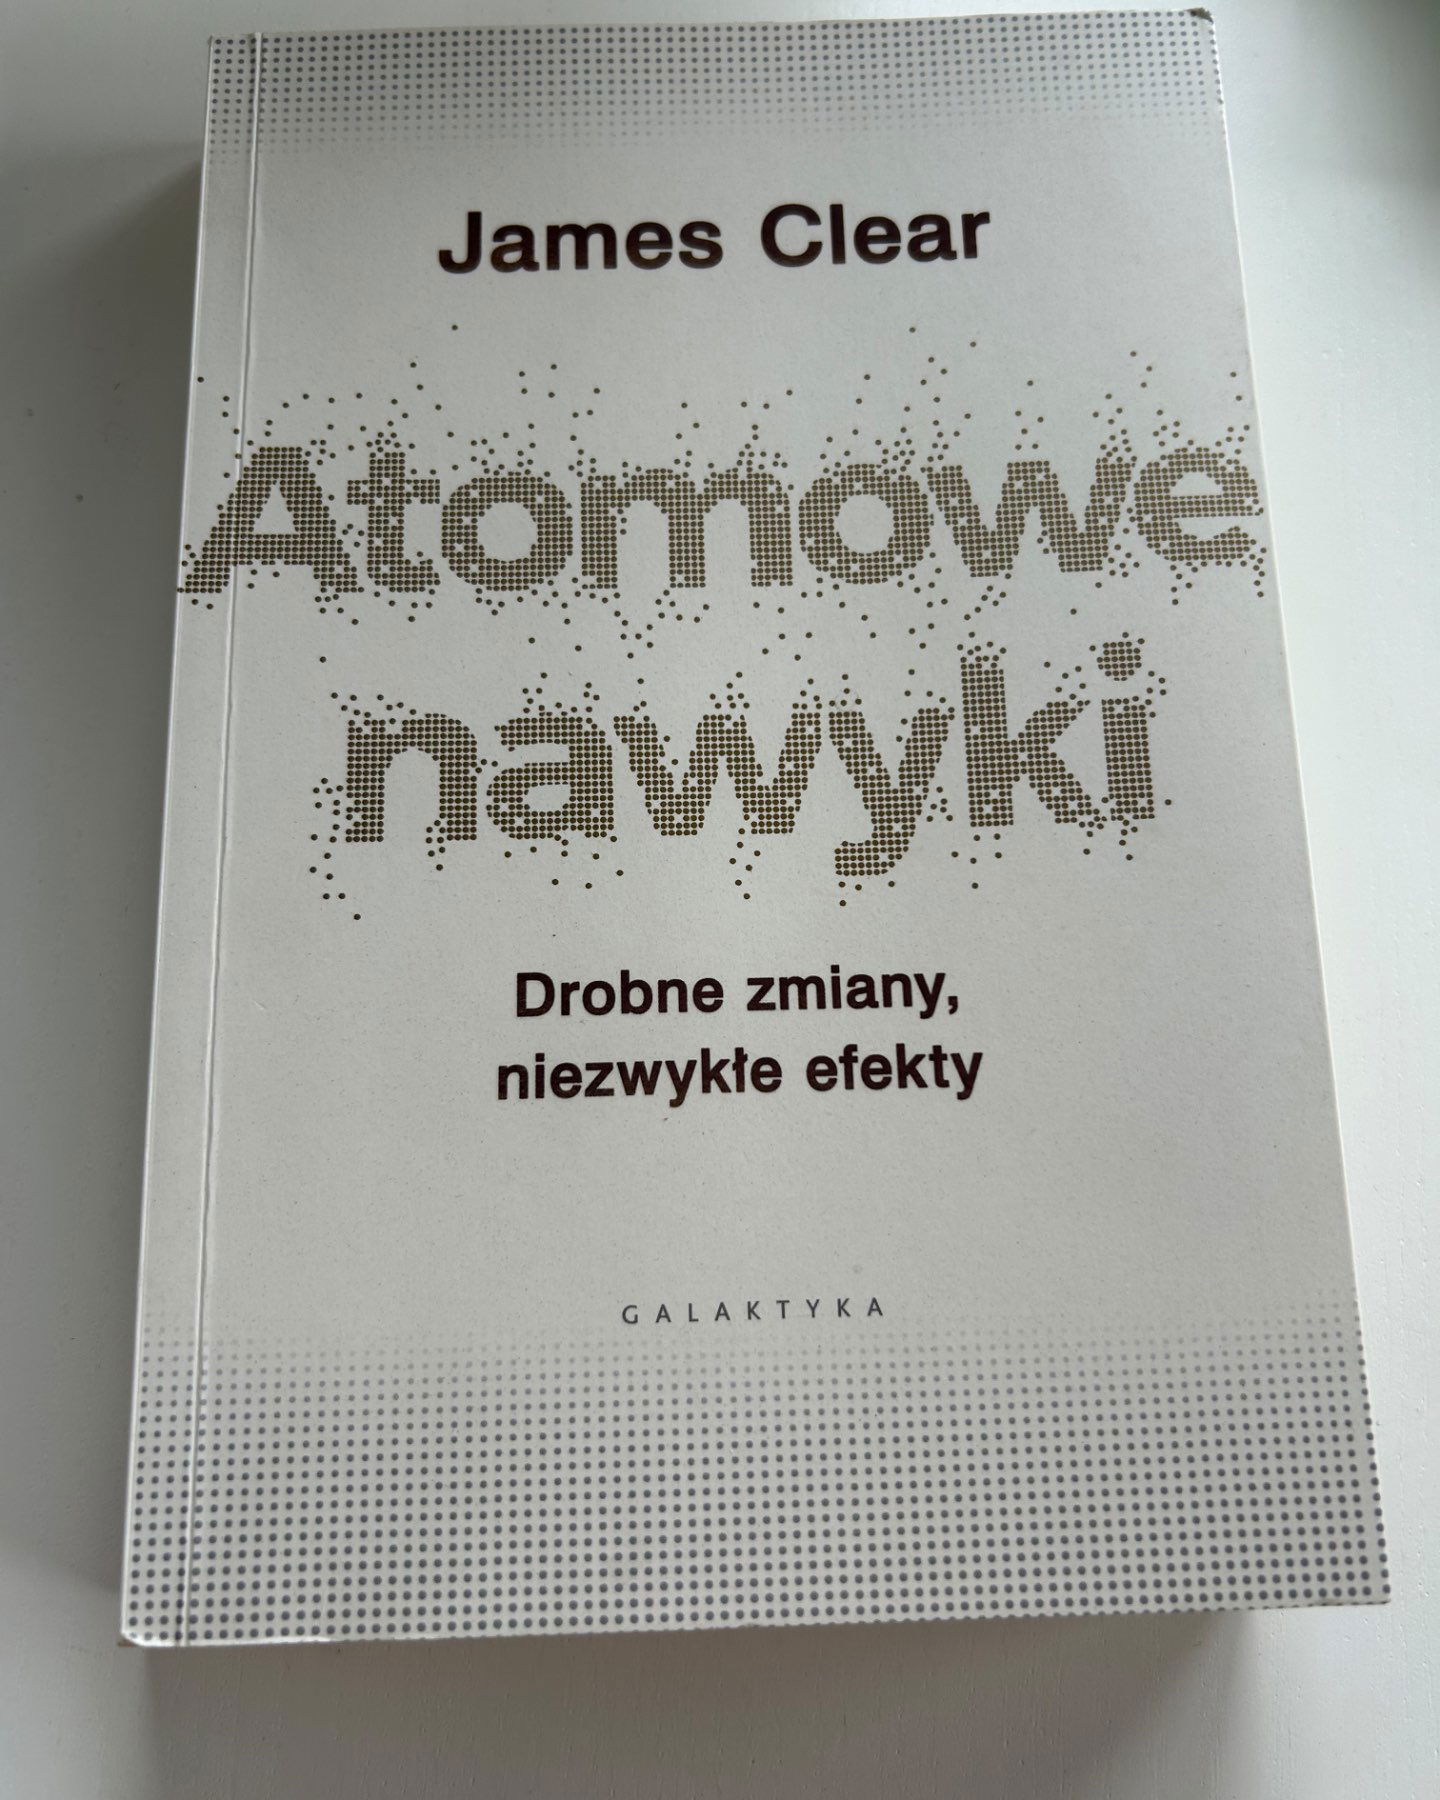 James Clear
Atomowe
nawyki
Drobne zmiany,
niezwykłe efekty
GALAKTYKA